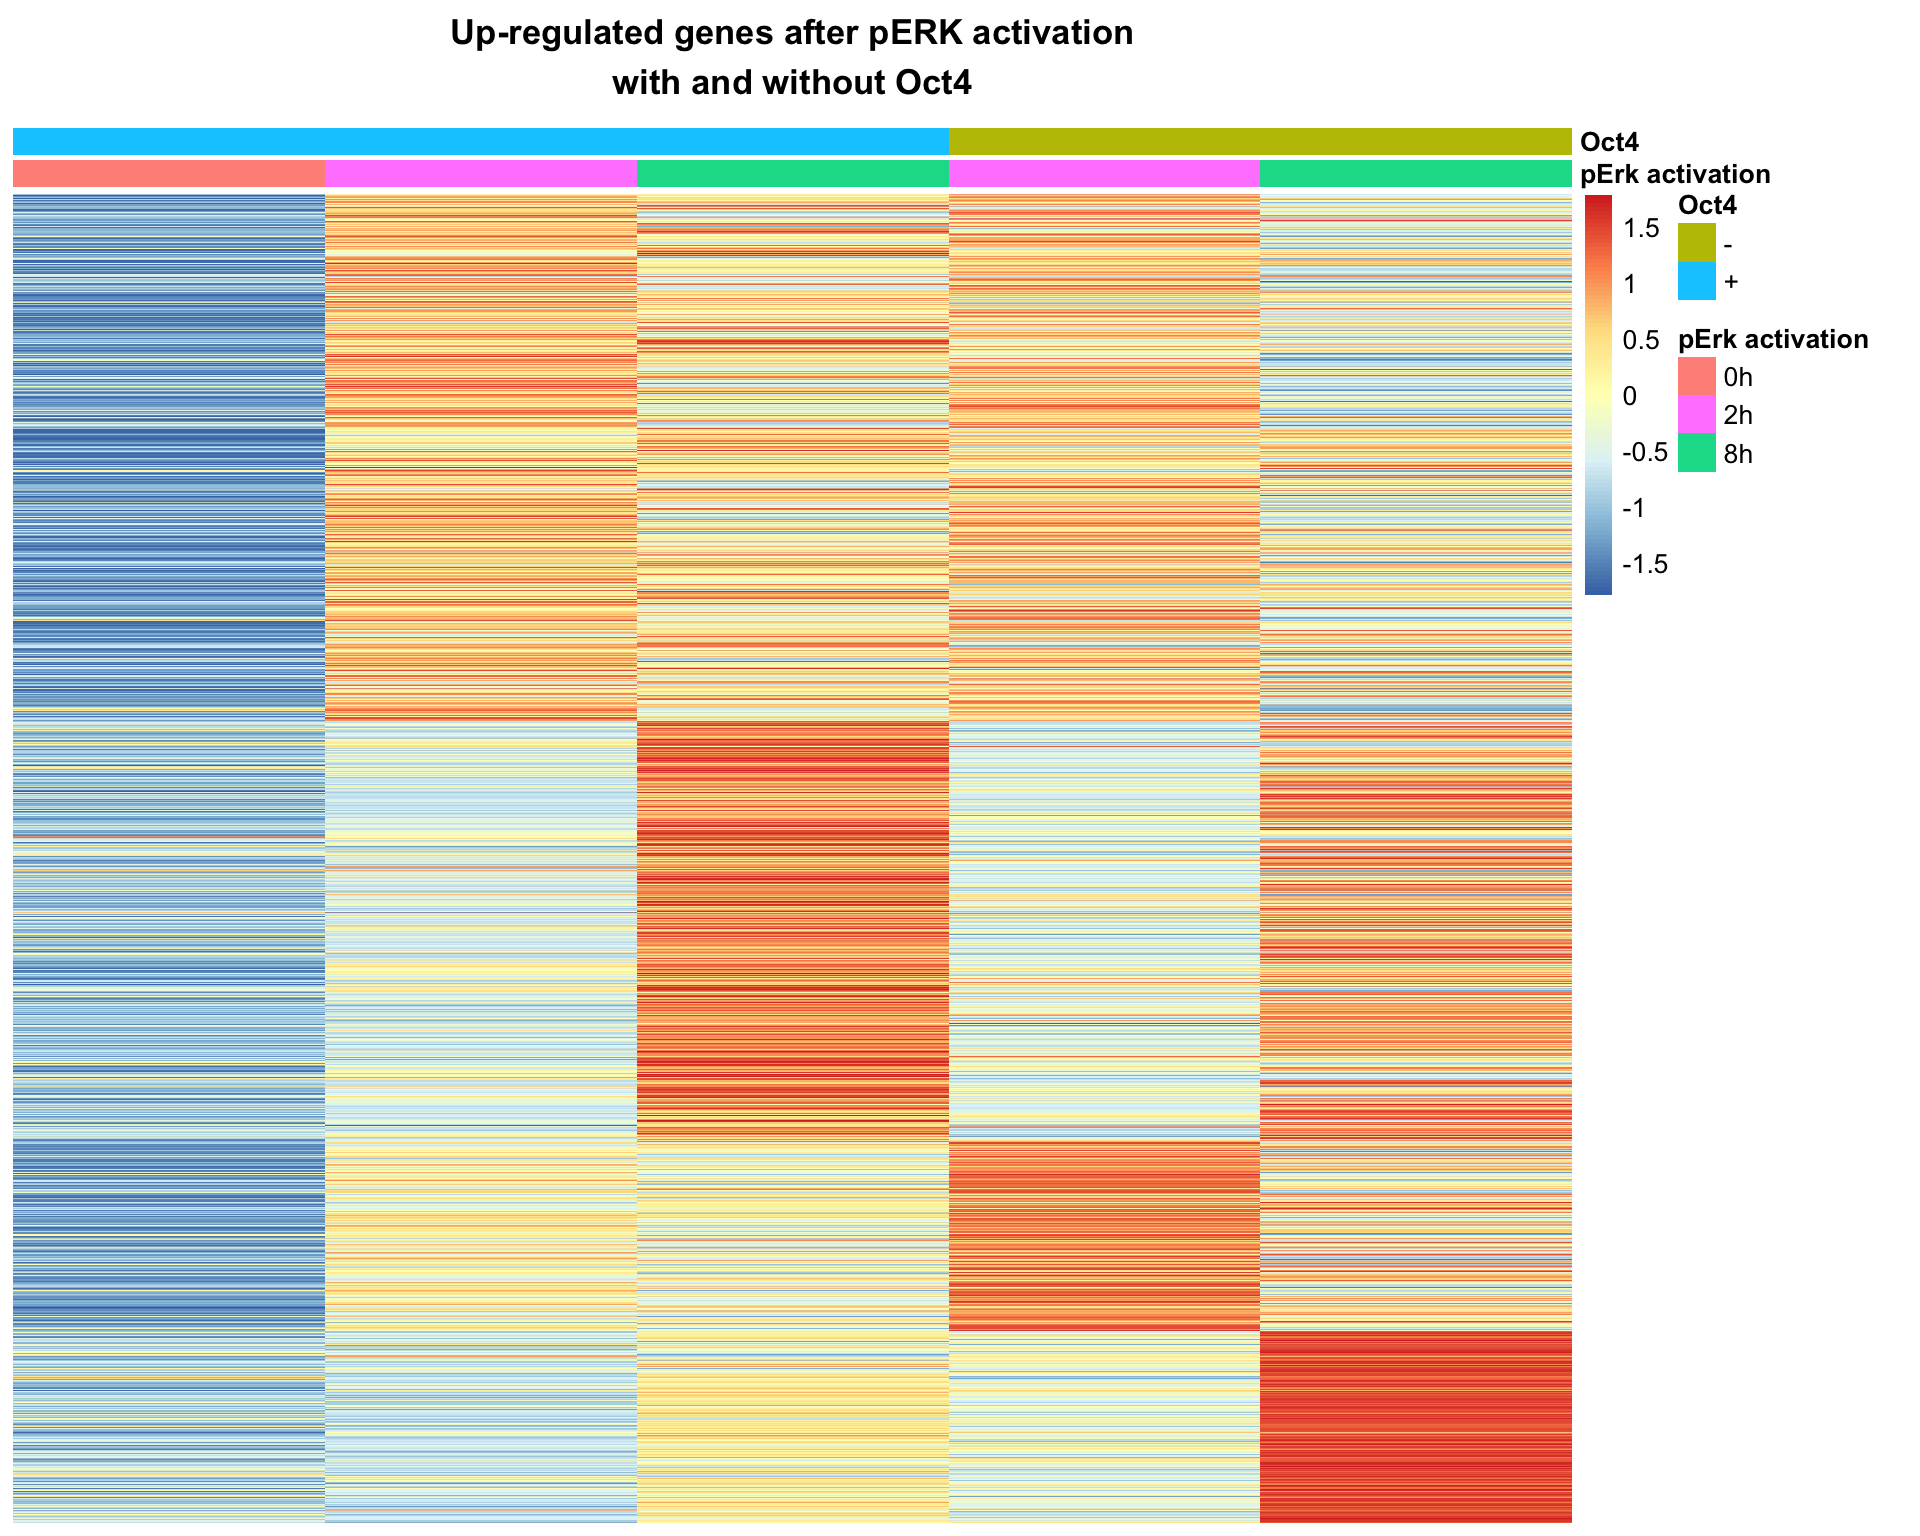 Up-regulated genes after pERK activation
with and without Oct4
Oct4
pErk activation
1.5
1
0.5
0
-0.5
-1
-1.5
Oct4
-
+
pErk activation
0h
2h
8h